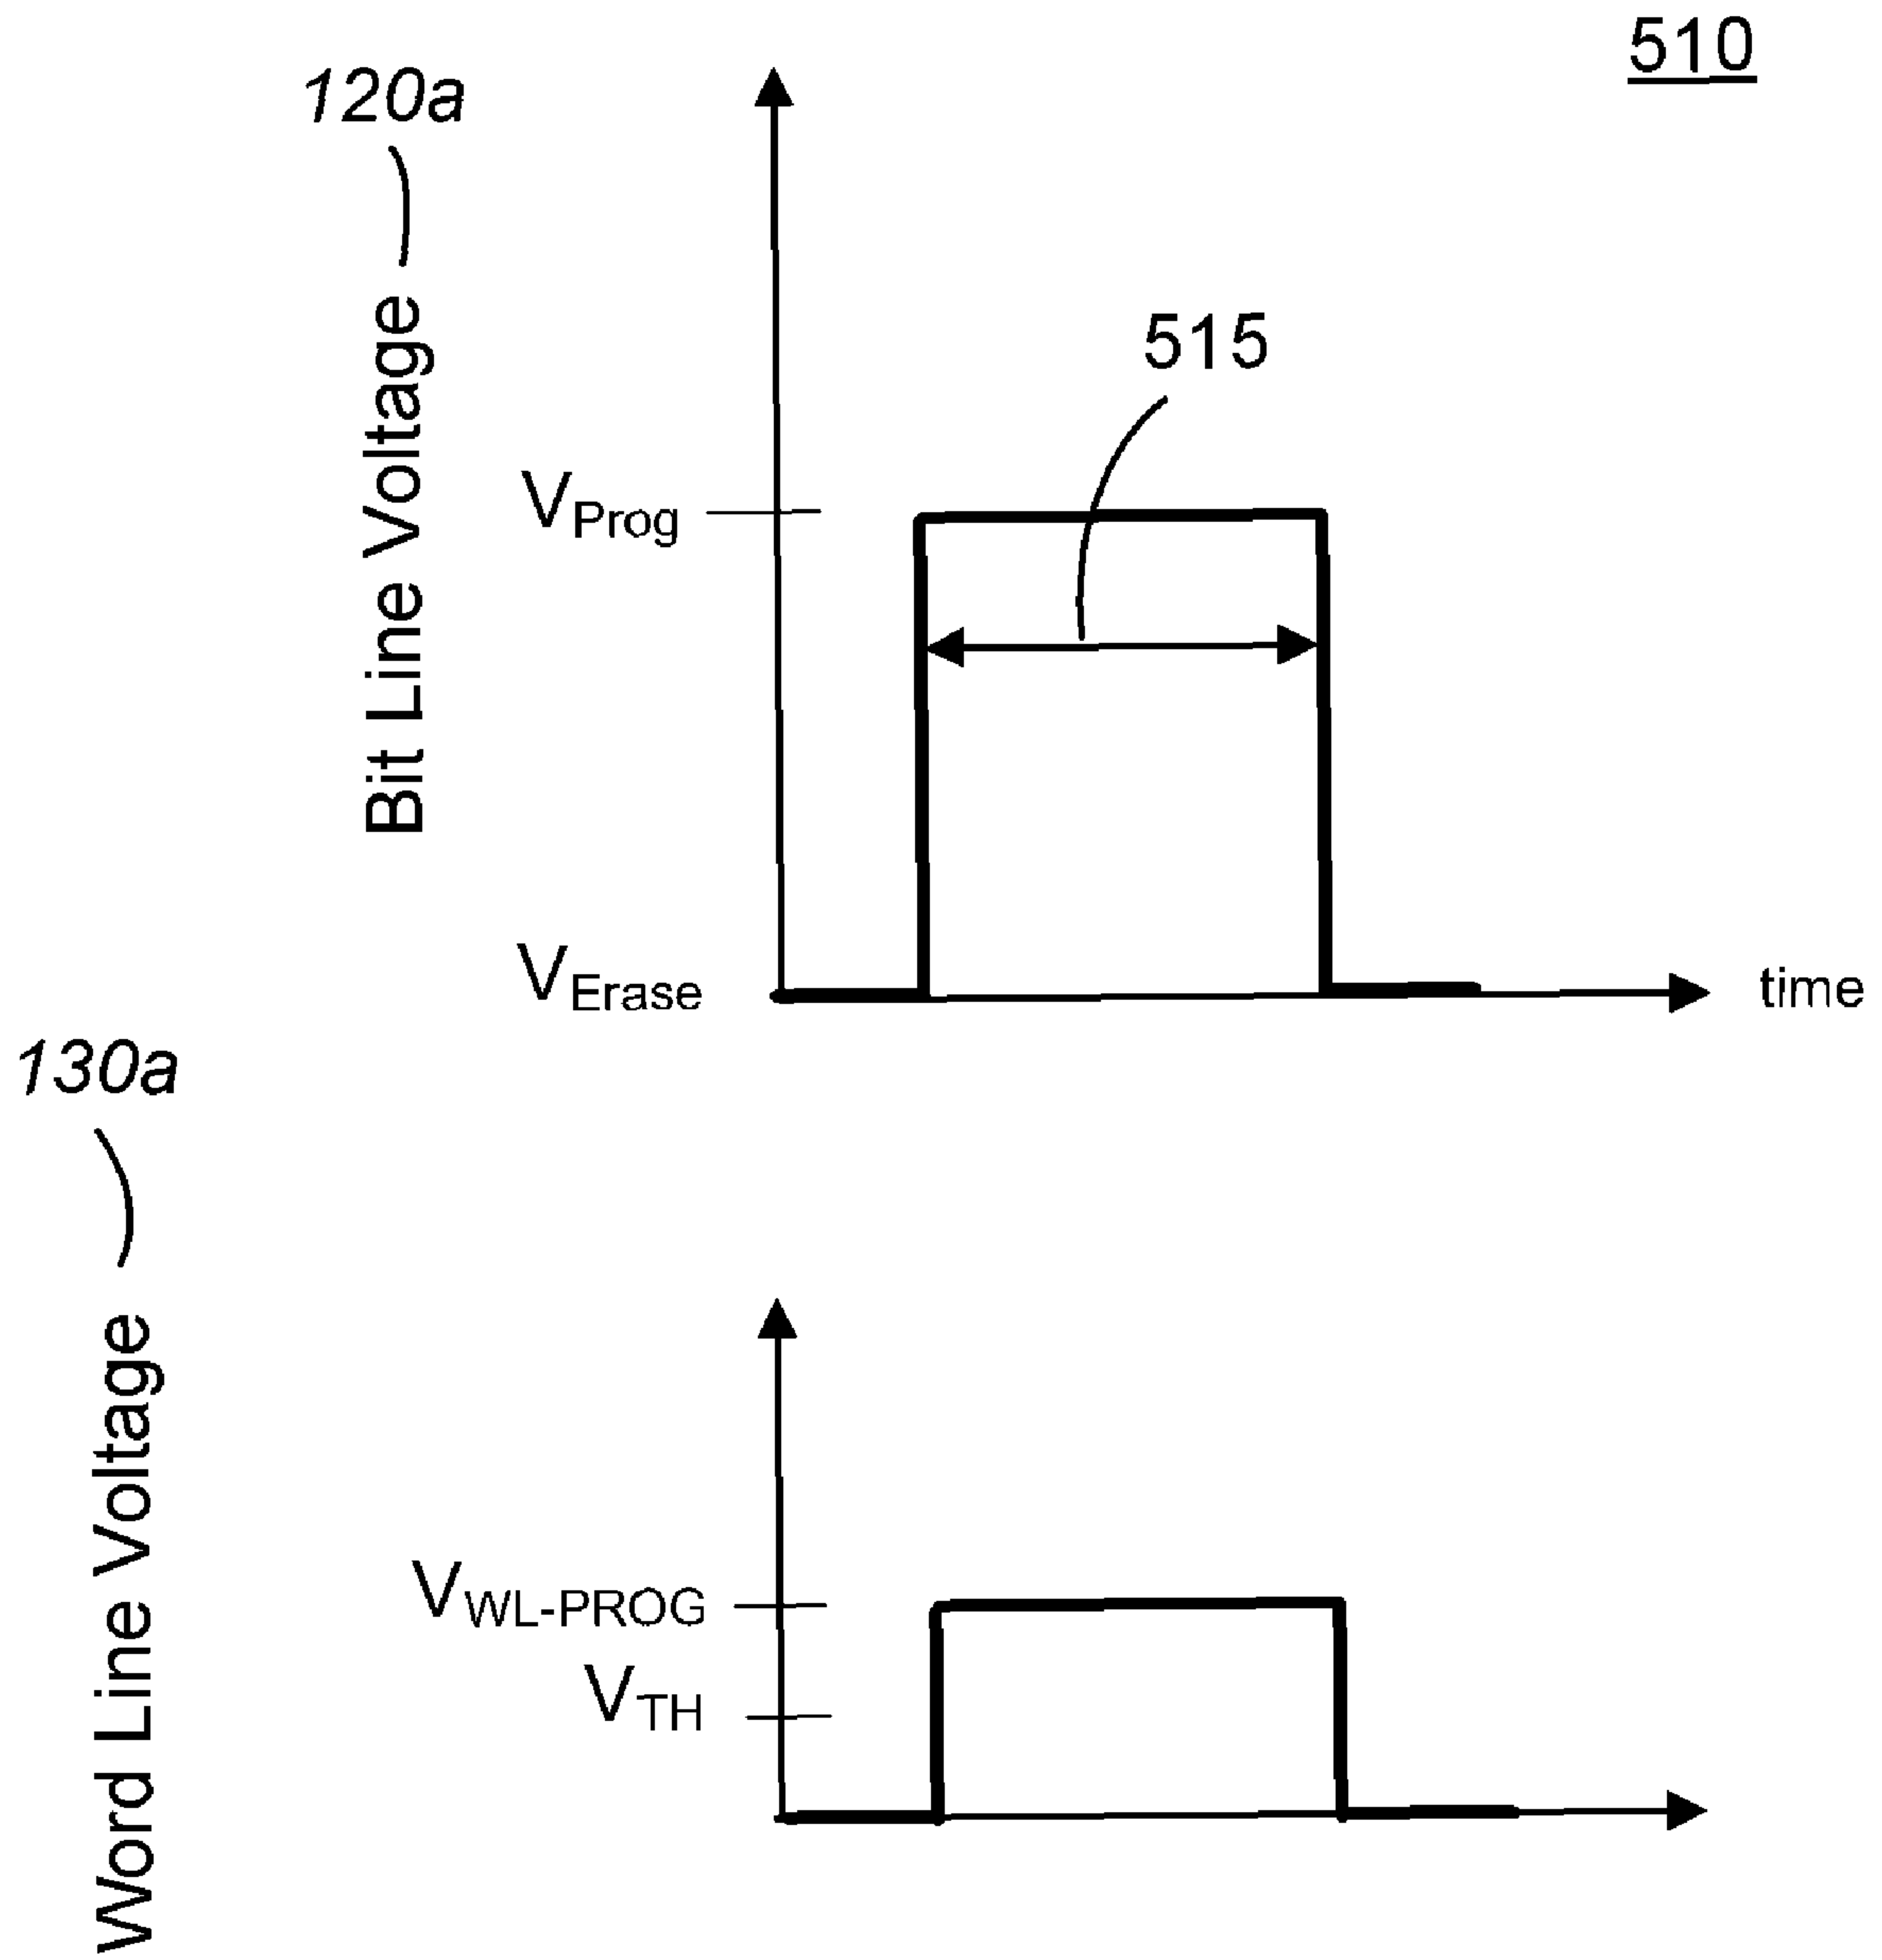 510
120a
Bit Line Voltage
515
VProg
VErase
time
130a
Word Line Voltage
VWL-PROG
VTH